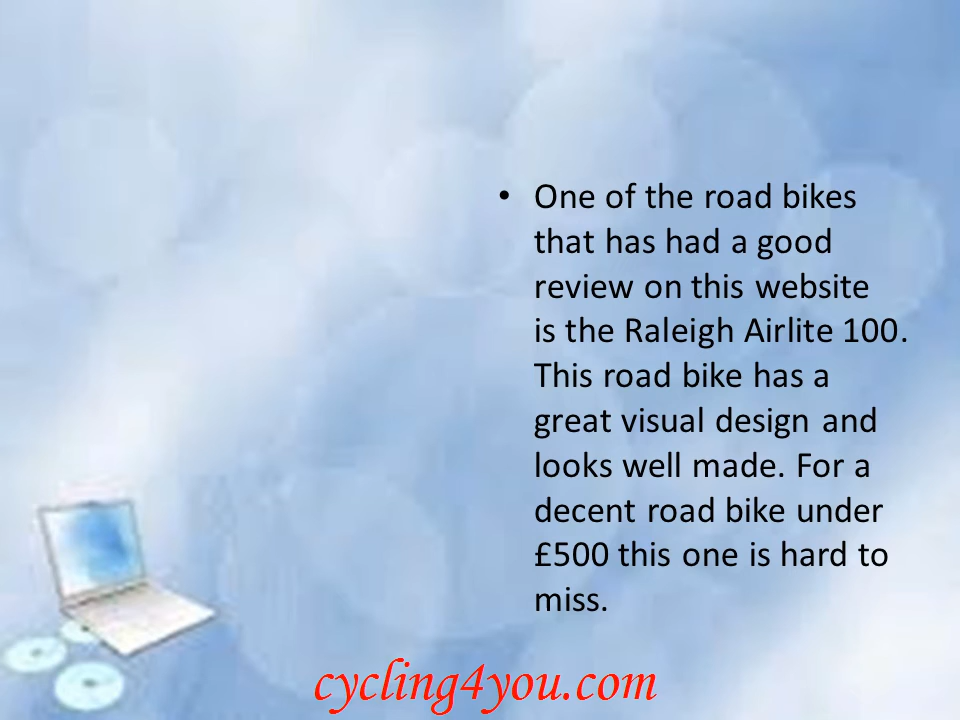 • One of the road bikes
that has had a good
review on this website
is the Raleigh Airlite 100.
This road bike has a
great visual design and
looks well made. For a
decent road bike under
£500 this one is hard to
miss.
cycling4you.com